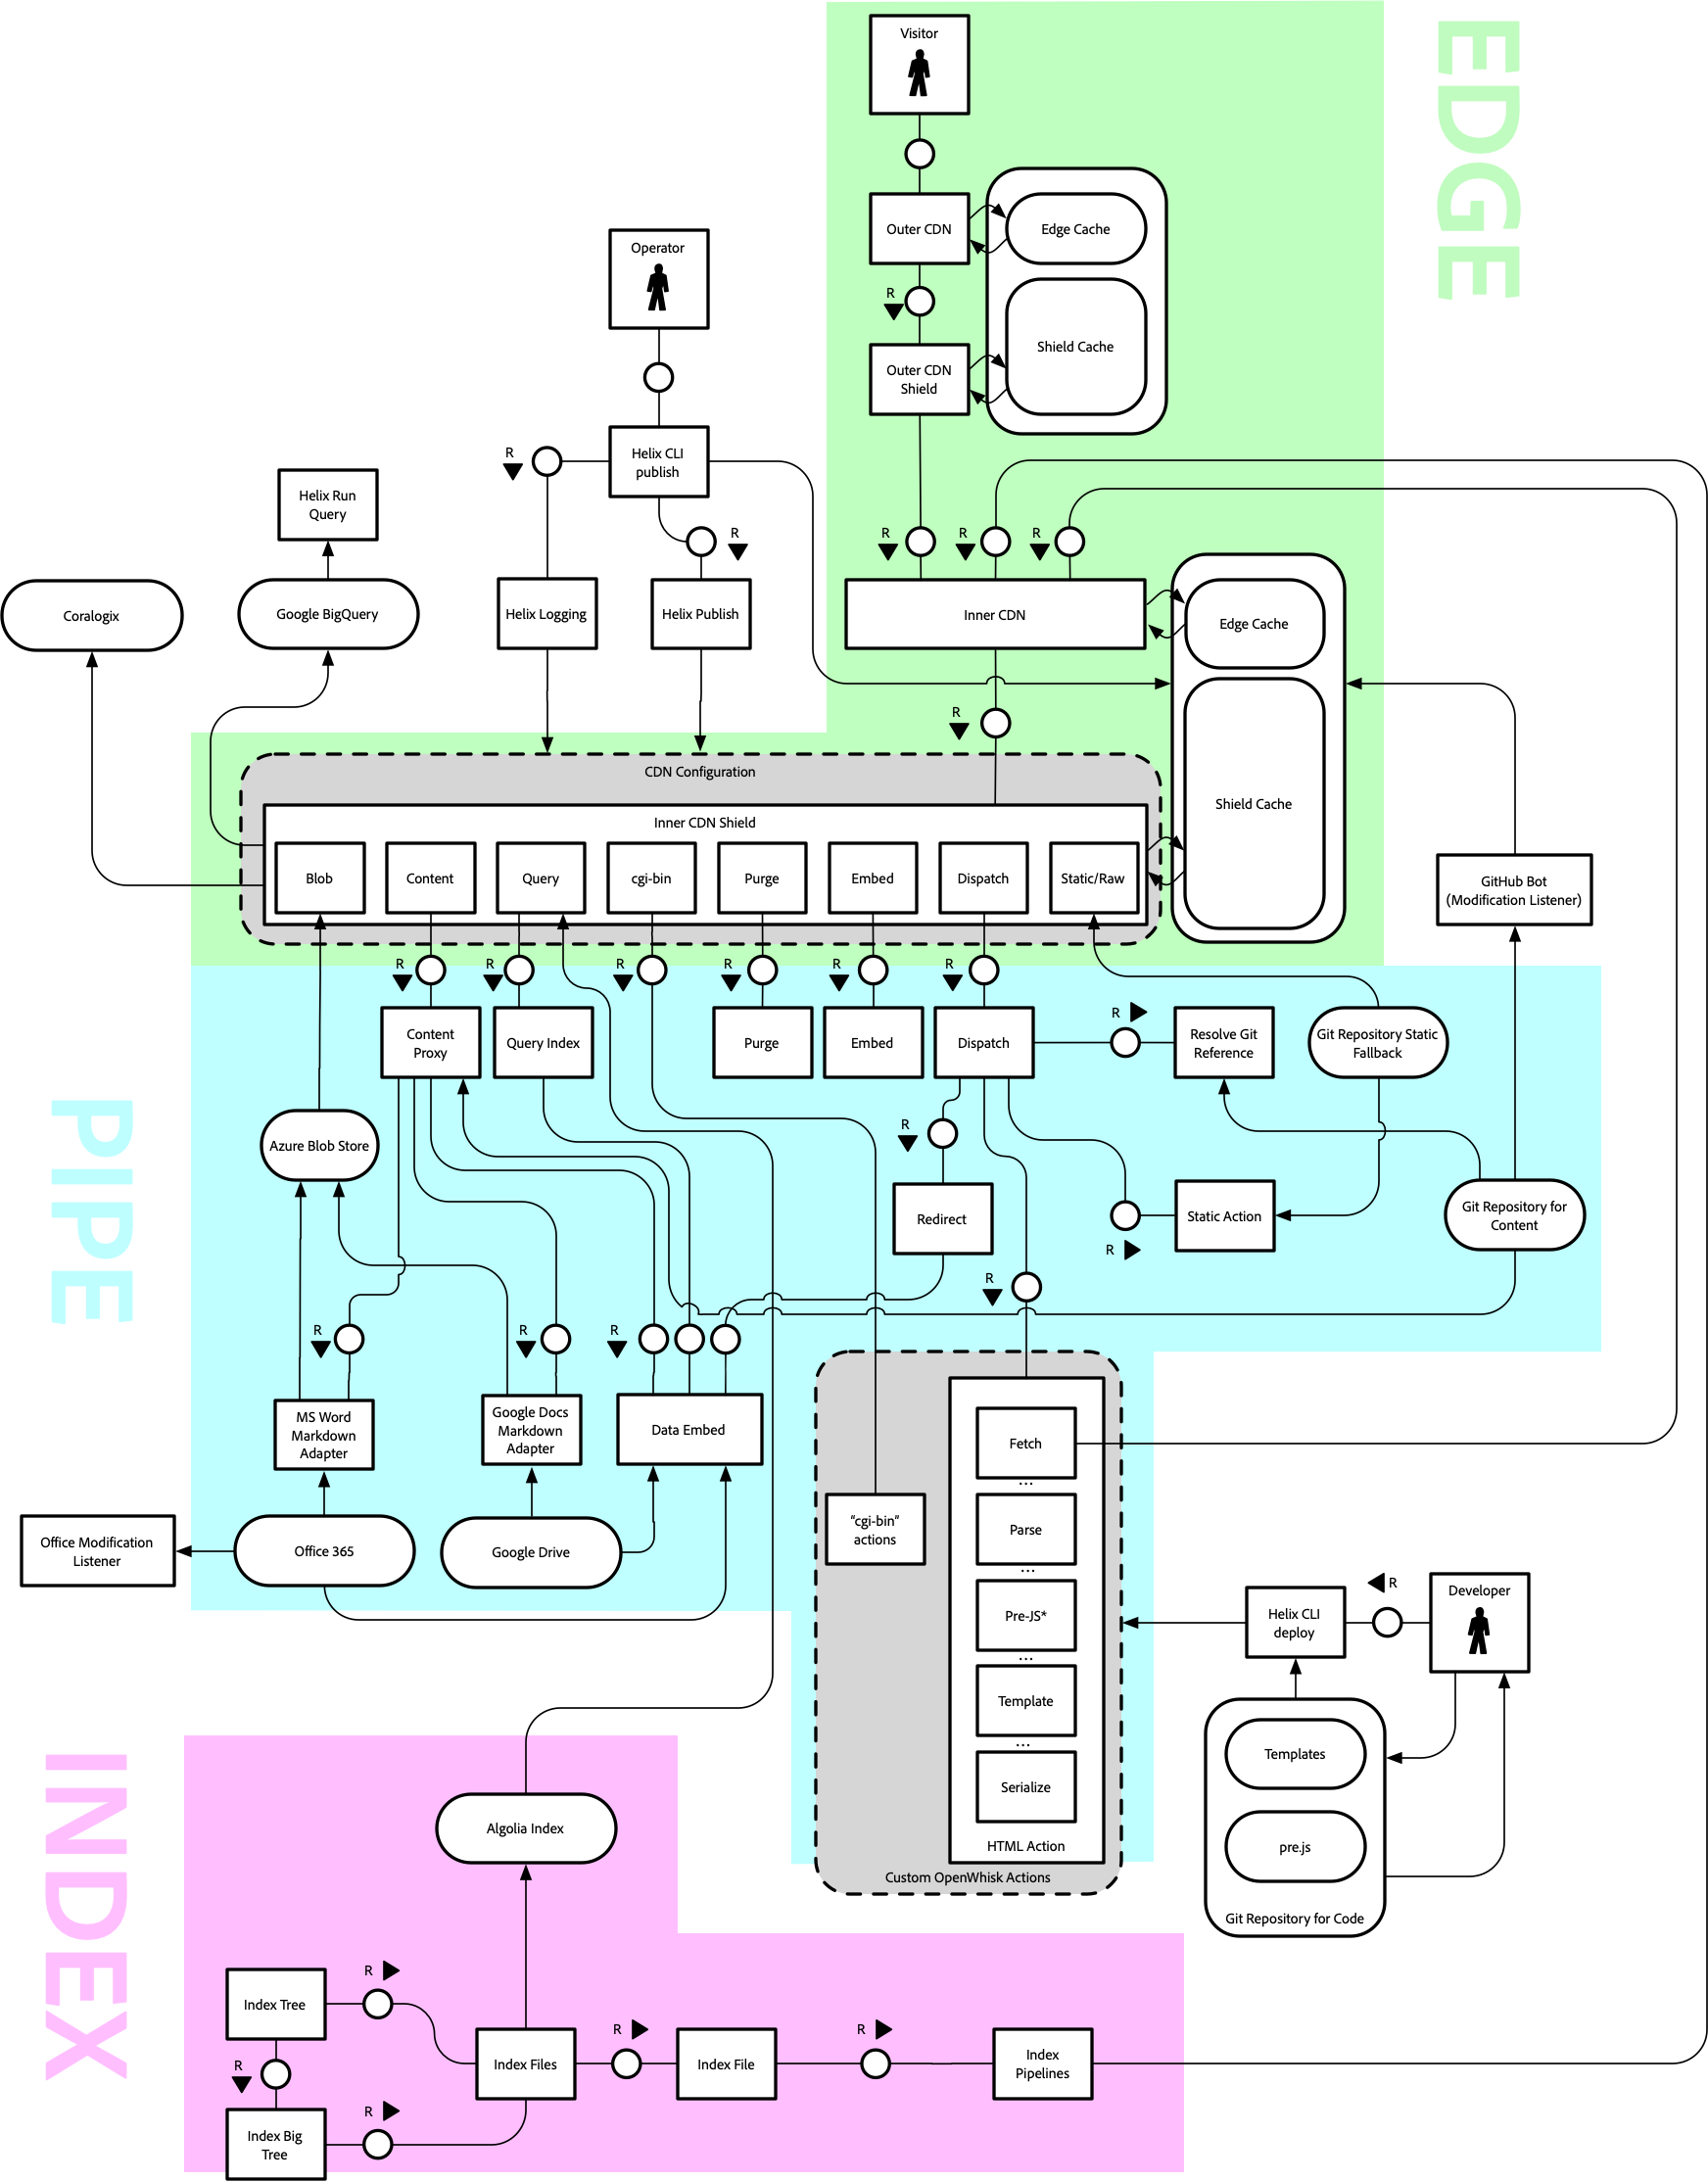 EDGE
Visitor
Outer CDN
Edge Cache
Operator
R
Shield Cache
Outer CDN
Shield
Helix CLI
publish
R
Helix Run
Query
R
R
R
R
Coralogix
Google BigQuery
Helix Logging
Helix Publish
Inner CDN
Edge Cache
R
CDN Configuration
Inner CDN Shield
Shield Cache
Blob
Content
Query
cgi-bin
Purge
Embed
Dispatch
Static/Raw
GitHub Bot
(Modification Listener)
R
R
R
R
R
R
PIPE
Content
Proxy
Query Index
Purge
Embed
Dispatch
R
Resolve Git
Reference
Git Repository Static
Fallback
Azure Blob Store
R
Redirect
Static Action
Git Repository for
Content
R
R
R
R
R
MS Word
Markdown
Adapter
Google Docs
Markdown
Adapter
Data Embed
Fetch
...
Office Modification
Listener
Office 365
Google Drive
"cgi-bin"
actions
Parse
...
Pre-JS*
...
Template
...
Serialize
HTML Action
Custom OpenWhisk Actions
Helix CLI
deploy
R
Developer
Templates
pre.js
Git Repository for Code
INDEX
Algolia Index
R
Index Tree
R
R
R
Index Files
Index File
Index
Pipelines
R
Index Big
Tree